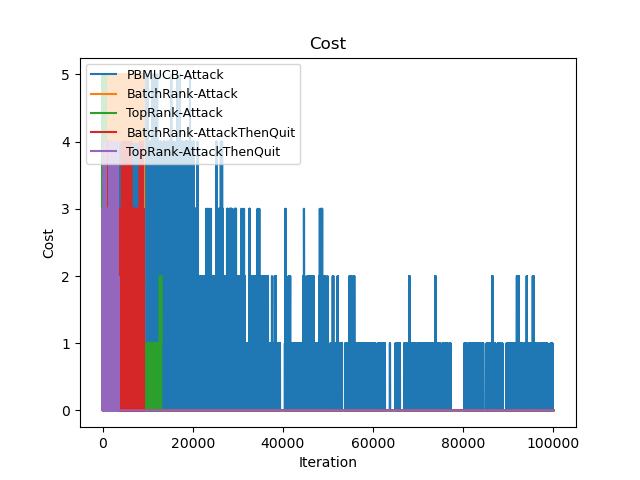 Cost
5
4
3
2
1
0
Cost
PBMUCB-Attack
BatchRank-Attack
TopRank-Attack
BatchRank-AttackThenQuit
TopRank-AttackThenQuit
0 20000 40000 60000 80000 100000
Iteration